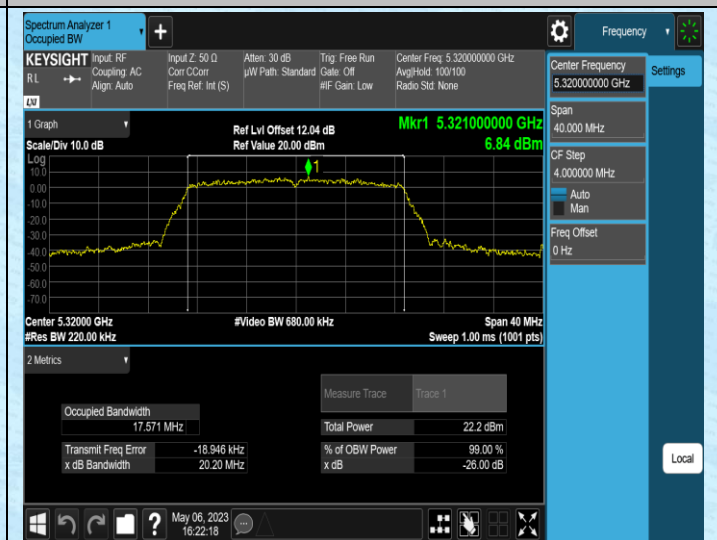 Spectrum Analyzer 1
Occupied BW
+
Frequency
KEYSIGHT
R L
LXI
Input: RF
Coupling: AC
Align: Auto
Input Z: 50 Ω
Corr CCorr
Freq Ref: Int (S)
Atten: 30 dB
µW Path: Standard
Trig: Free Run
Gate: Off
#IF Gain: Low
Center Freq: 5.320000000 GHz
Avg|Hold: 100/100
Radio Std: None
Center Frequency
5.320000000 GHz
Settings
Span
40.000 MHz
CF Step
4.000000 MHz
Auto
Man
Freq Offset
0 Hz
1 Graph
Scale/Div 10.0 dB
Ref Lvl Offset 12.04 dB
Ref Value 20.00 dBm
Mkr1 5.321000000 GHz
6.84 dBm
Log
10.0
0.00
-10.0
-20.0
-30.0
-40.0
-50.0
-60.0
-70.0
1
Center 5.32000 GHz
#Res BW 220.00 kHz
#Video BW 680.00 kHz
Span 40 MHz
Sweep 1.00 ms (1001 pts)
2 Metrics
Measure Trace Trace 1
Occupied Bandwidth
17.571 MHz
Total Power 22.2 dBm
Transmit Freq Error -18.946 kHz
% of OBW Power 99.00 %
x dB Bandwidth 20.20 MHz
x dB -26.00 dB
Local
?
May 06, 2023
16:22:18